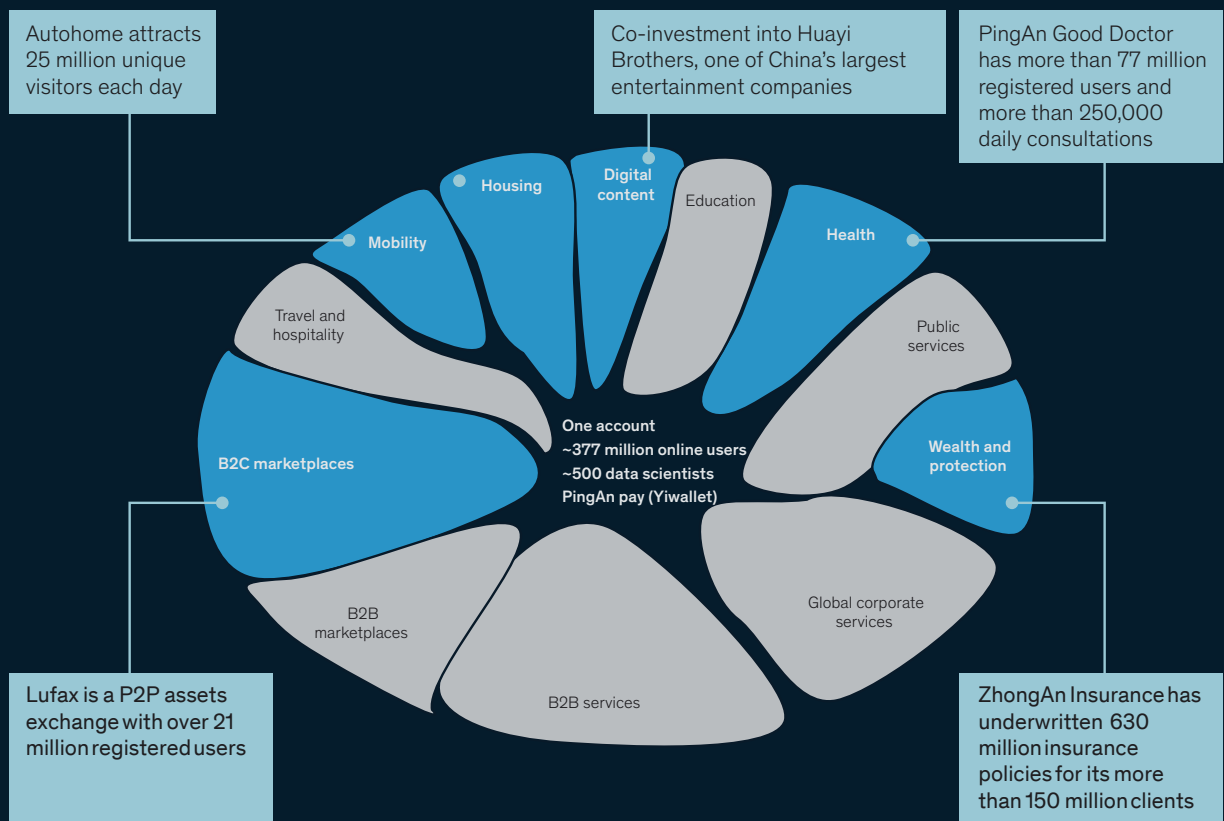 Autohome attracts
25 million unique
visitors each day
Co-investment into Huayi
Brothers, one of China’s largest
entertainment companies
PingAn Good Doctor
has more than 77 million
registered users and
more than 250,000
daily consultations
Digital
content
Housing
Education
Mobility
Health
Travel and
hospitality
Public
services
One account
~377 million online users
~500 data scientists
PingAn pay (Yiwallet)
Wealth and
protection
B2C marketplaces
B2B
marketplaces
Global corporate
services
B2B services
Lufax is a P2P assets
exchange with over 21
million registered users
ZhongAn Insurance has
underwritten 630
million insurance
policies for its more
than 150 million clients